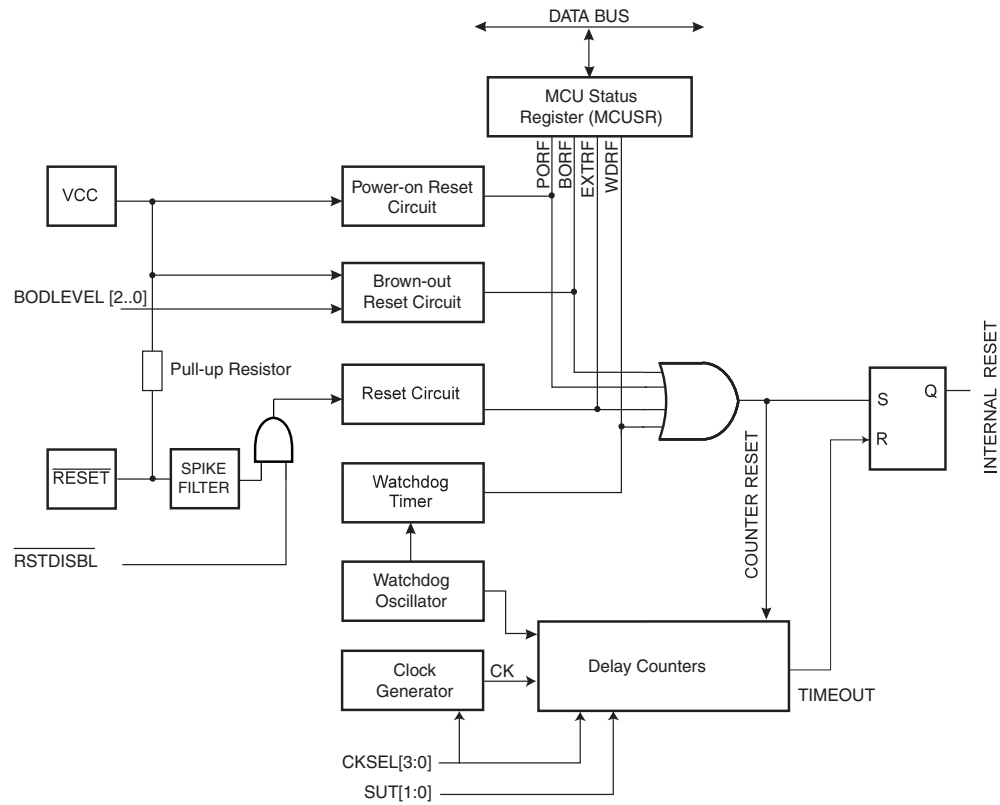 DATA BUS
MCU Status
Register (MCUSR)
PORF
BORF
EXTRF
WDRF
VCC
Power-on Reset
Circuit
BODLEVEL [2..0]
Brown-out
Reset Circuit
Pull-up Resistor
Reset Circuit
RESET
SPIKE
FILTER
Watchdog
Timer
RSTDISBL
Watchdog
Oscillator
Clock
Generator
CK
Delay Counters
CKSEL[3:0]
SUT[1:0]
COUNTER RESET
TIMEOUT
S
R
Q
INTERNAL RESET